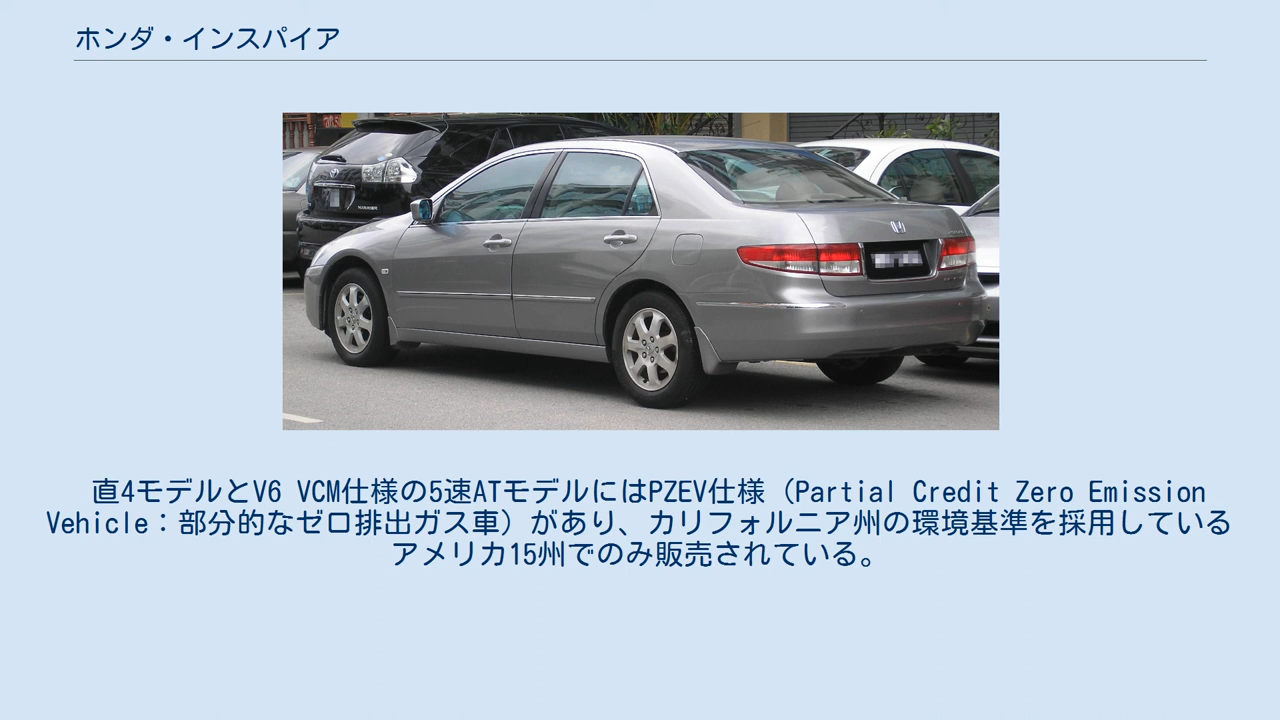 ホンダ・インスパイア
直4モデルとV6 VCM仕様の5速ATモデルにはPZEV仕様（Partial Credit Zero Emission
Vehicle：部分的なゼロ排出ガス車）があり、カリフォルニア州の環境基準を採用している
アメリカ15州でのみ販売されている。